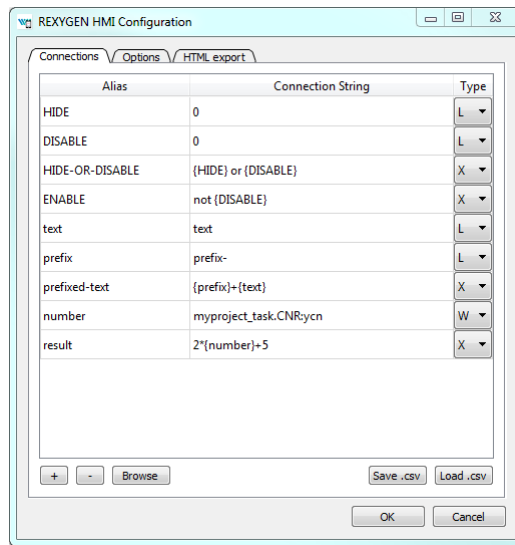 REXYGEN HMI Configuration
Connections Options HTML export
Alias Connection String Type
HIDE 0 L
DISABLE 0 L
HIDE-OR-DISABLE {HIDE} or {DISABLE} X
ENABLE not {DISABLE} X
text text L
prefix prefix- L
prefixed-text {prefix}+{text} X
number myproject_task.CNR:ycn W
result 2*{number}+5 X
+ - Browse Save .csv Load .csv
OK Cancel